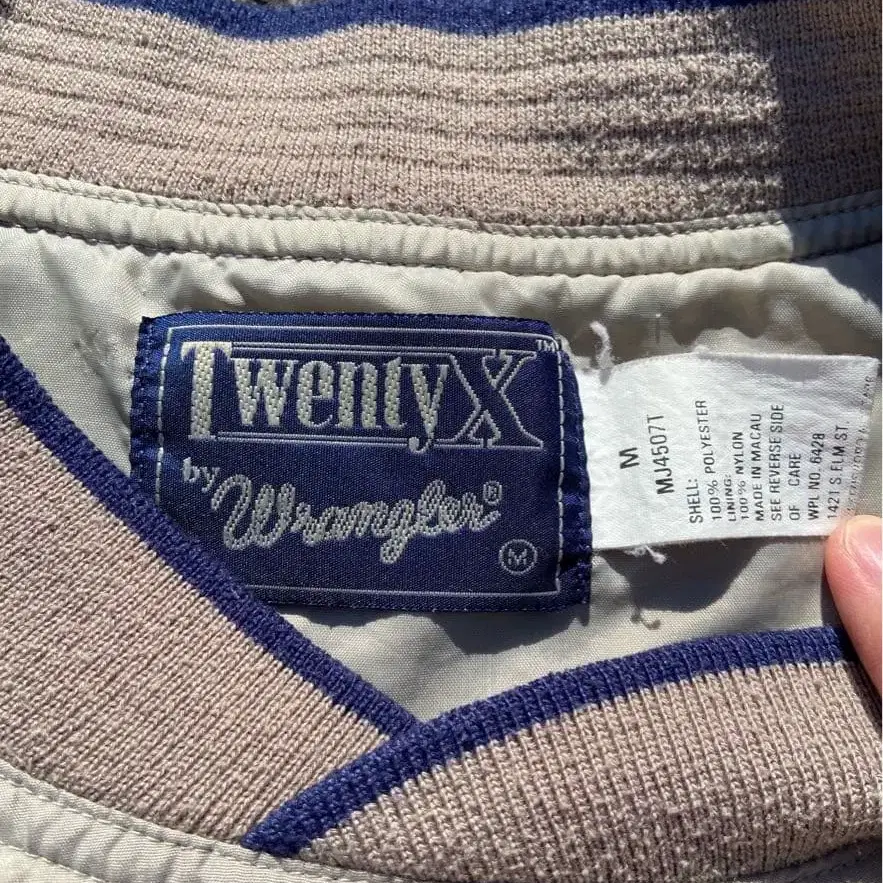 TwentyX™
by Wrangler®
M
M
MJ4507T
SHELL:
100% POLYESTER
LINING:
100% NYLON
MADE IN MACAU
SEE REVERSE SIDE
OF CARE
WPL NO. 6428
1421 S. ELM ST.